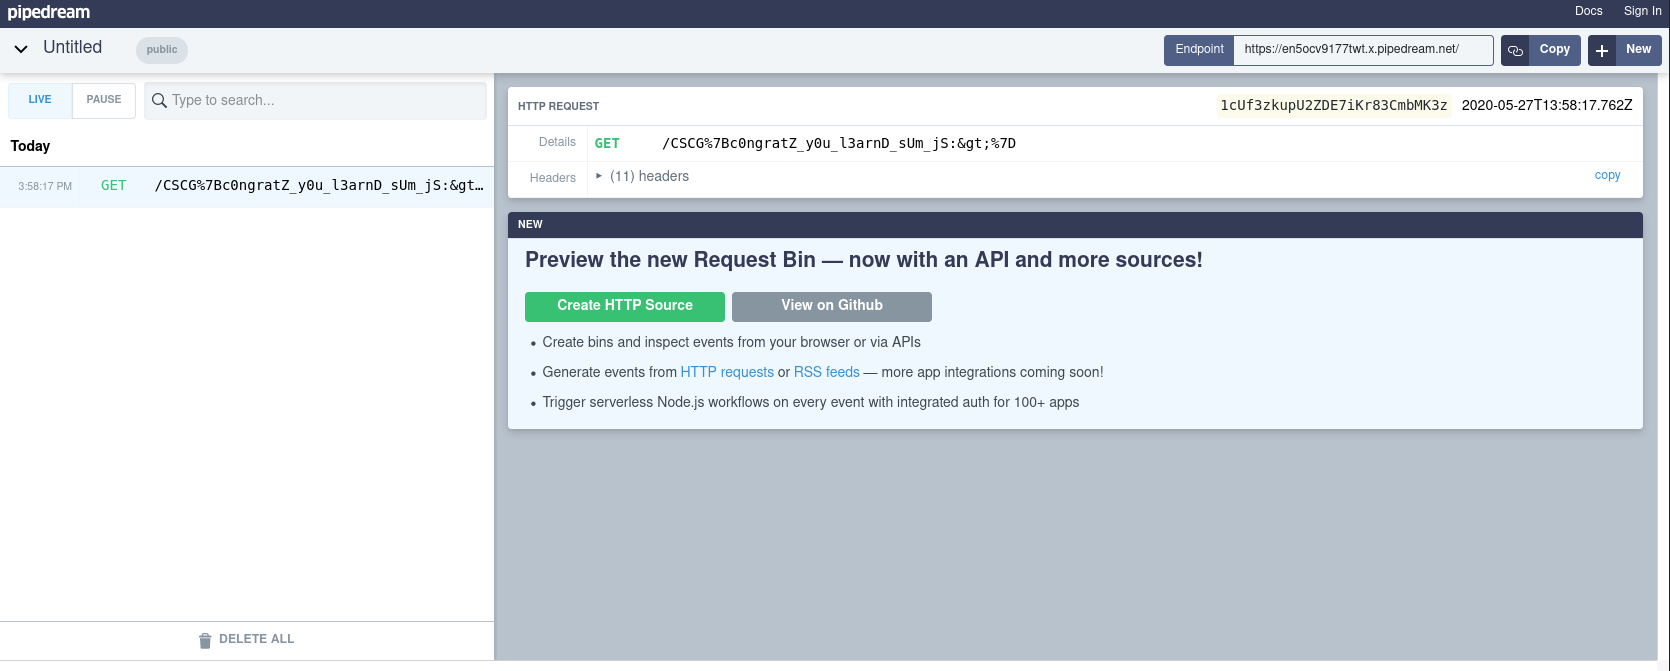 pipedream
Docs Sign In
Untitled public
Endpoint https://en5ocv9177twt.x.pipedream.net/ Copy New
LIVE PAUSE Type to search...
Today
3:58:17 PM GET /CSCG%7Bc0ngratZ_y0u_l3arnD_sUm_jS:&gt…
DELETE ALL
HTTP REQUEST 1cUf3zkupU2ZDE7iKr83CmbMK3z 2020-05-27T13:58:17.762Z
Details GET /CSCG%7Bc0ngratZ_y0u_l3arnD_sUm_jS:&gt;%7D
Headers (11) headers copy
NEW
Preview the new Request Bin — now with an API and more sources!
Create HTTP Source View on Github
• Create bins and inspect events from your browser or via APIs
• Generate events from HTTP requests or RSS feeds — more app integrations coming soon!
• Trigger serverless Node.js workflows on every event with integrated auth for 100+ apps